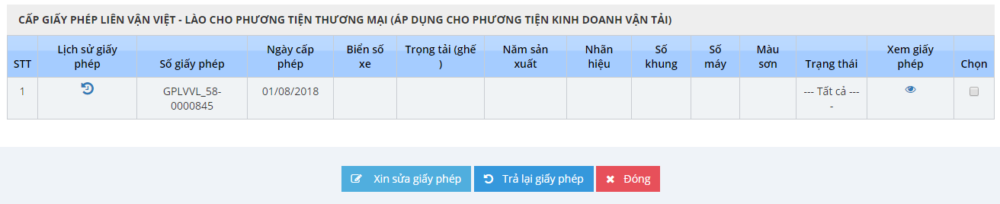 CẤP GIẤY PHÉP LIÊN VẬN VIỆT - LÀO CHO PHƯƠNG TIỆN THƯƠNG MẠI (ÁP DỤNG CHO PHƯƠNG TIỆN KINH DOANH VẬN TẢI)
STT
Lịch sử giấy
phép
Số giấy phép
Ngày cấp
phép
Biển số
xe
Trọng tải (ghế
)
Năm sản
xuất
Nhãn
hiệu
Số
khung
Số
máy
Màu
sơn
Trạng thái
Xem giấy
phép
Chọn
1
GPLVVL_58-
0000845
01/08/2018
--- Tất cả ---
-
Xin sửa giấy phép
Trả lại giấy phép
Đóng